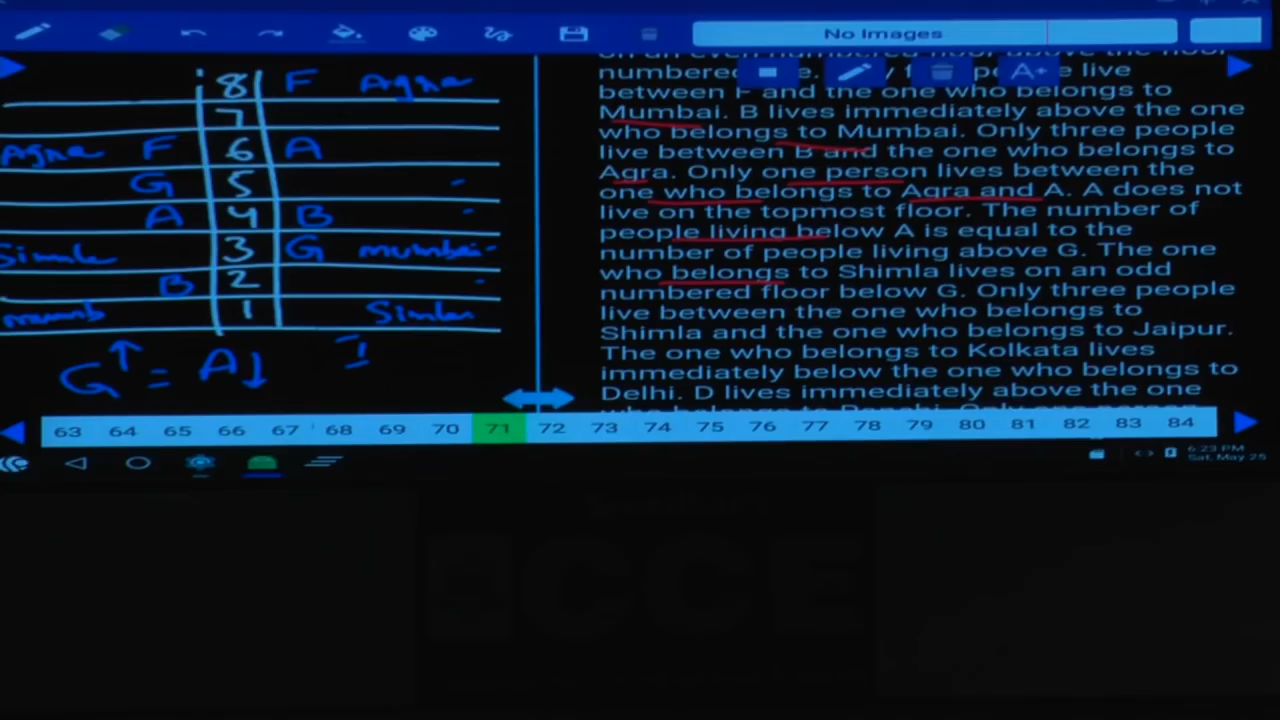 No Images
8 F Agra
7
Agra F 6 A
G 5
A 4 B
3 G mumbai
B 2
1
G↑ = A↓
numbered
live
between F and the one who belongs to
Mumbai. B lives immediately above the one
who belongs to Mumbai. Only three people
live between B and the one who belongs to
Agra. Only one person lives between the
one who belongs to Agra and A. A does not
live on the topmost floor. The number of
people living below A is equal to the
number of people living above G. The one
who belongs to Shimla lives on an odd
numbered floor below G. Only three people
live between the one who belongs to
Shimla and the one who belongs to Jaipur.
The one who belongs to Kolkata lives
immediately below the one who belongs to
Delhi. D lives immediately above the one
63 64 65 66 67 68 69 70 71 72 73 74 75 76 77 78 79 80 81 82 83 84
6:23 PM
Sat, May 25